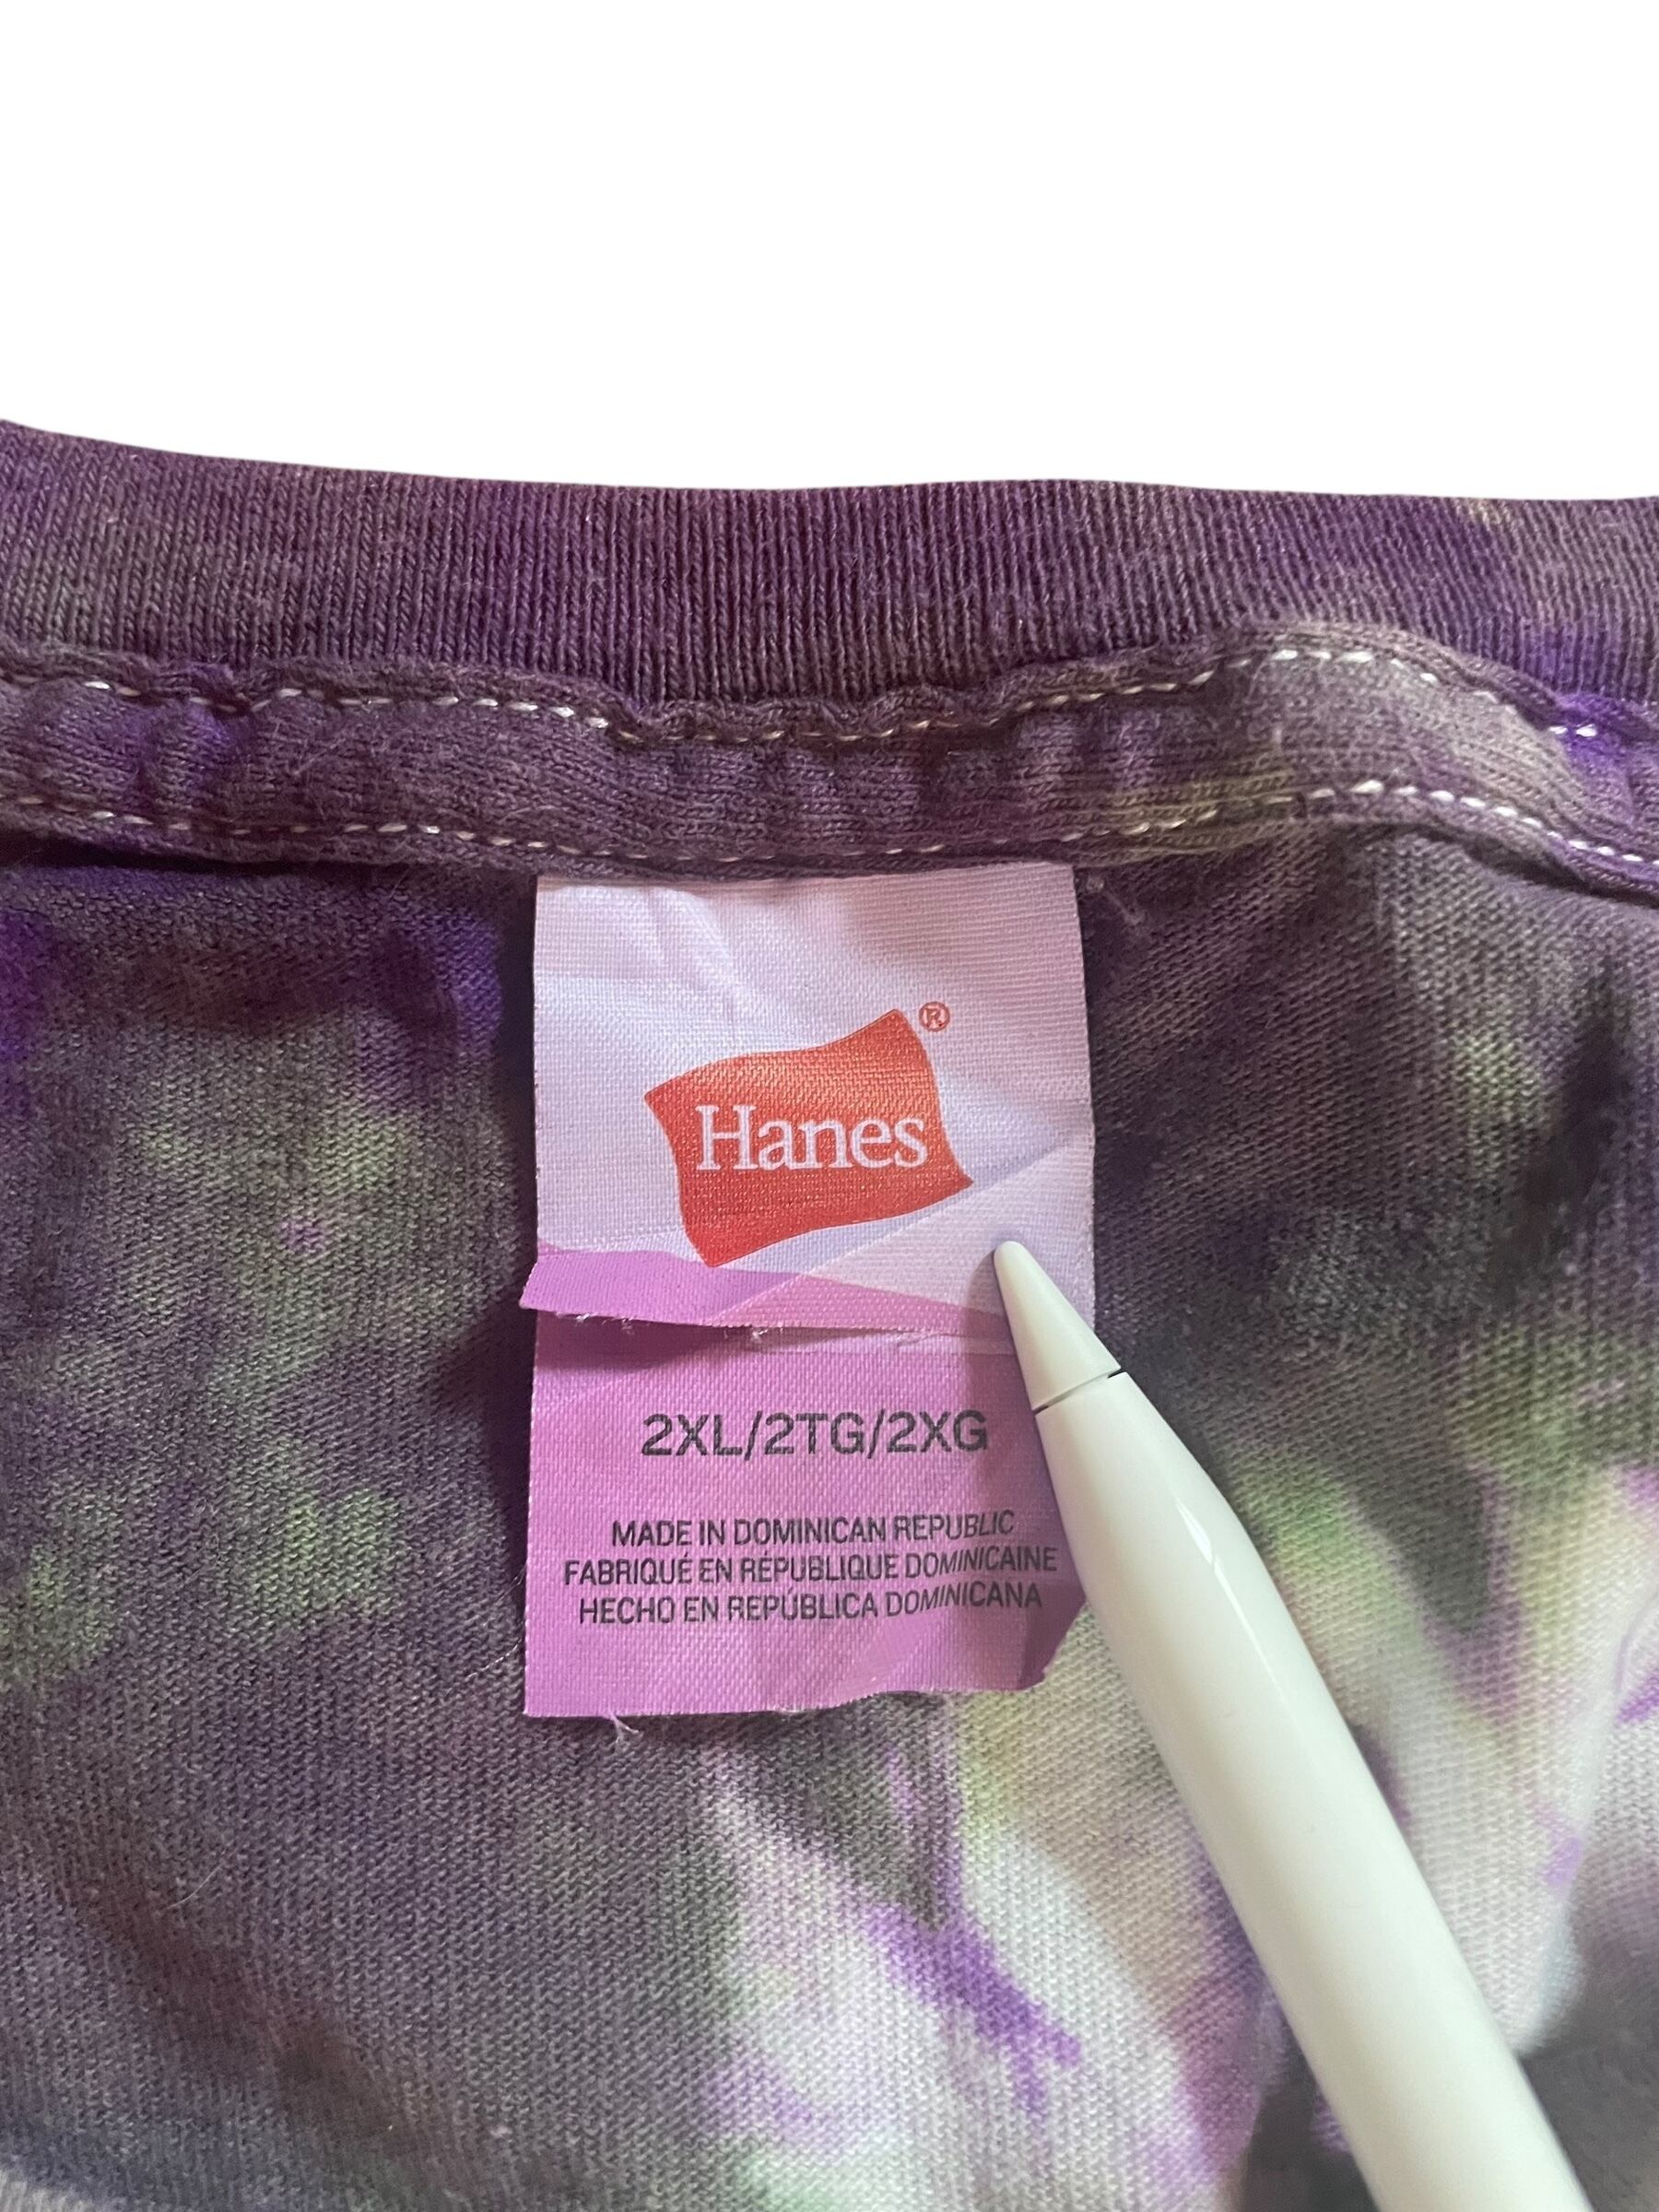 Hanes®
2XL/2TG/2XG
MADE IN DOMINICAN REPUBLIC
FABRIQUÉ EN RÉPUBLIQUE DOMINICAINE
HECHO EN REPÚBLICA DOMINICANA